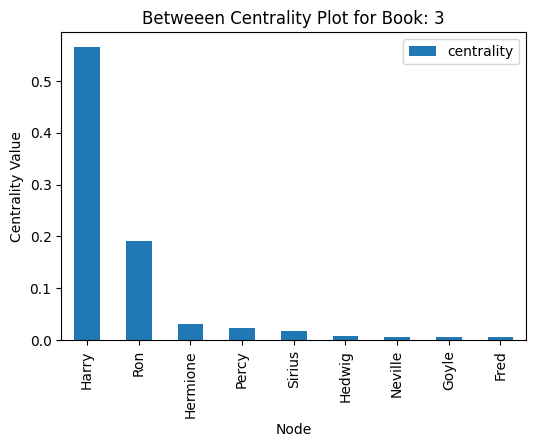 Betweeen Centrality Plot for Book: 3
centrality
Centrality Value
0.5
0.4
0.3
0.2
0.1
0.0
Harry
Ron
Hermione
Percy
Sirius
Hedwig
Neville
Goyle
Fred
Node